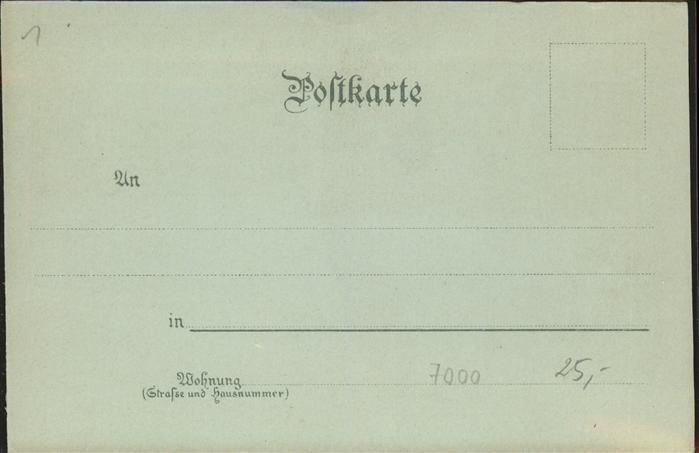 1
Postkarte
An
in
Wohnung 7000 25,-
(Straße und Hausnummer)